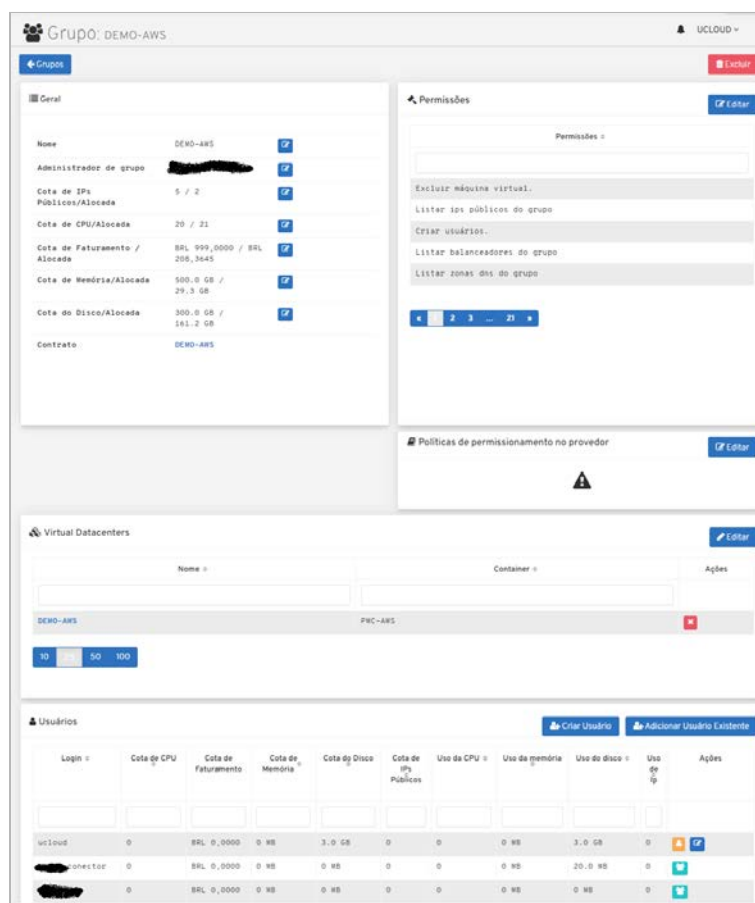 Grupo: DEMO-AWS
UCLOUD
Grupos
Excluir
Geral
Nome DEMO-AWS
Administrador de grupo
Cota de IPs Públicos/Alocada 5 / 2
Cota de CPU/Alocada 20 / 21
Cota de Faturamento / Alocada BRL 999,0000 / BRL 208,3645
Cota de Memória/Alocada 500.0 GB / 29.3 GB
Cota do Disco/Alocada 300.0 GB / 161.2 GB
Contrato DEMO-AWS
Permissões
Editar
Permissões
Excluir máquina virtual.
Listar ips públicos do grupo
Criar usuários.
Listar balanceadores do grupo
Listar zonas dns do grupo
« 1 2 3 ... 21 »
Políticas de permissionamento no provedor
Editar
Virtual Datacenters
Editar
Nome Container Ações
DEMO-AWS PWC-AWS
10 25 50 100
Usuários
Criar Usuário Adicionar Usuário Existente
Login Cota de CPU Cota de Faturamento Cota de Memória Cota do Disco Cota de IPs Públicos Uso da CPU Uso da memória Uso do disco Uso de Ip Ações
ucloud 0 BRL 0,0000 0 MB 3.0 GB 0 0 0 MB 3.0 GB 0
conector 0 BRL 0,0000 0 MB 0 MB 0 0 0 MB 20.0 MB 0
0 BRL 0,0000 0 MB 0 MB 0 0 0 MB 0 MB 0